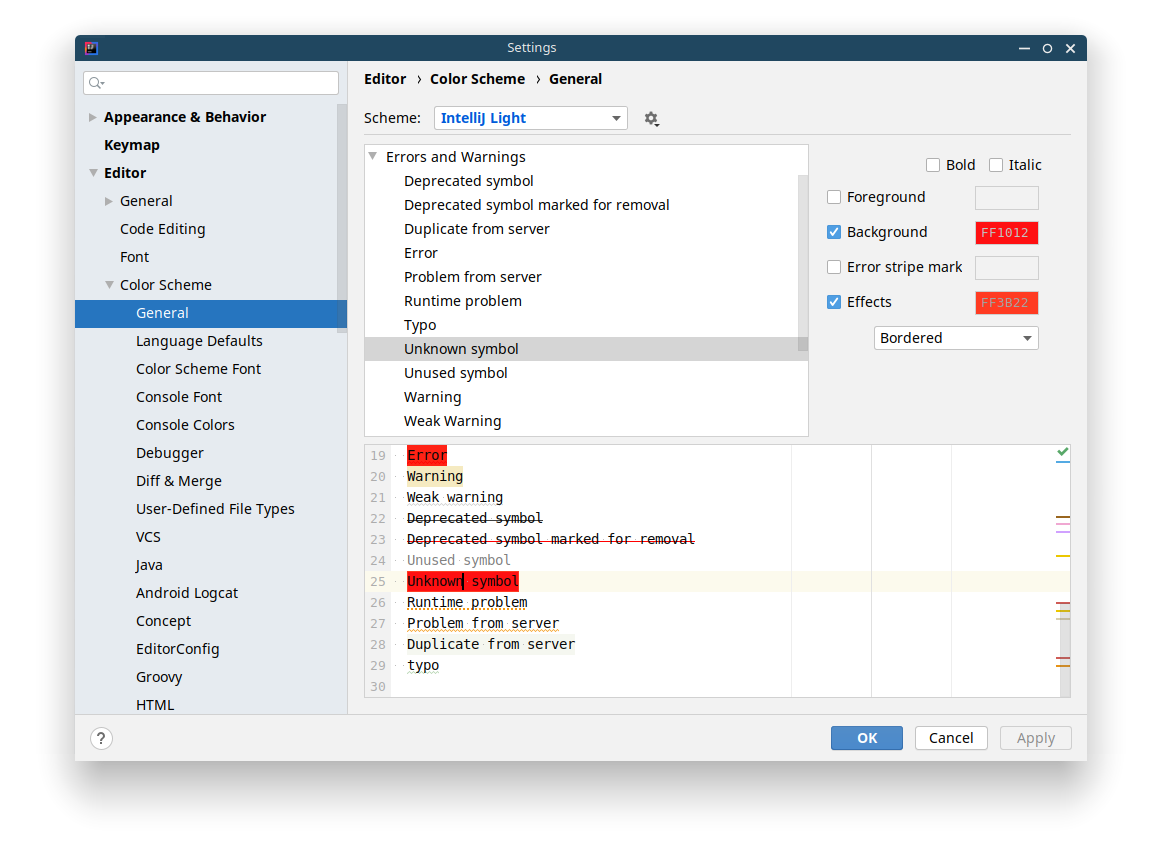 Settings
Editor › Color Scheme › General
Appearance & Behavior
Keymap
Editor
General
Code Editing
Font
Color Scheme
General
Language Defaults
Color Scheme Font
Console Font
Console Colors
Debugger
Diff & Merge
User-Defined File Types
VCS
Java
Android Logcat
Concept
EditorConfig
Groovy
HTML
Scheme: IntelliJ Light
Errors and Warnings
Deprecated symbol
Deprecated symbol marked for removal
Duplicate from server
Error
Problem from server
Runtime problem
Typo
Unknown symbol
Unused symbol
Warning
Weak Warning
Bold Italic
Foreground
Background FF1012
Error stripe mark
Effects FF3B22
Bordered
19 Error
20 Warning
21 Weak warning
22 Deprecated symbol
23 Deprecated symbol marked for removal
24 Unused symbol
25 Unknown symbol
26 Runtime problem
27 Problem from server
28 Duplicate from server
29 typo
30
? OK Cancel Apply